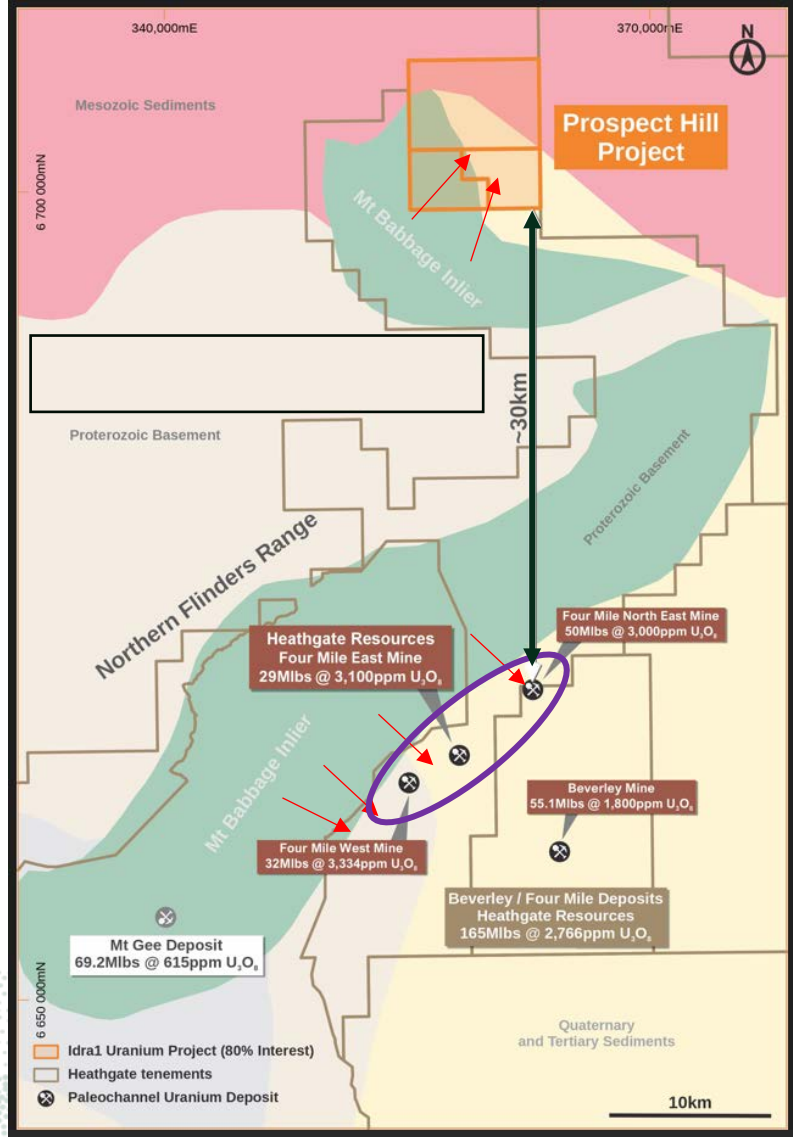 340,000mE
370,000mE
N
Mesozoic Sediments
Prospect Hill
Project
6 700 000mN
Mt Babbage Inlier
~30km
Proterozoic Basement
Proterozoic Basement
Northern Flinders Range
Four Mile North East Mine
50Mlbs @ 3,000ppm U₃O₈
Heathgate Resources
Four Mile East Mine
29Mlbs @ 3,100ppm U₃O₈
Mt Babbage Inlier
Beverley Mine
55.1Mlbs @ 1,800ppm U₃O₈
Four Mile West Mine
32Mlbs @ 3,334ppm U₃O₈
Beverley / Four Mile Deposits
Heathgate Resources
165Mlbs @ 2,766ppm U₃O₈
Mt Gee Deposit
69.2Mlbs @ 615ppm U₃O₈
6 650 000mN
Quaternary
and Tertiary Sediments
Idra1 Uranium Project (80% Interest)
Heathgate tenements
Paleochannel Uranium Deposit
10km